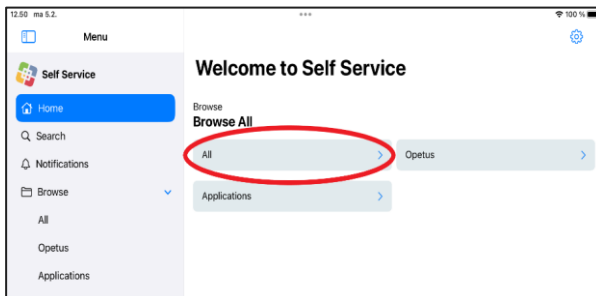 12.50 ma 5.2.
100 %
Menu
Self Service
Home
Search
Notifications
Browse
All
Opetus
Applications
Welcome to Self Service
Browse
Browse All
All
Opetus
Applications